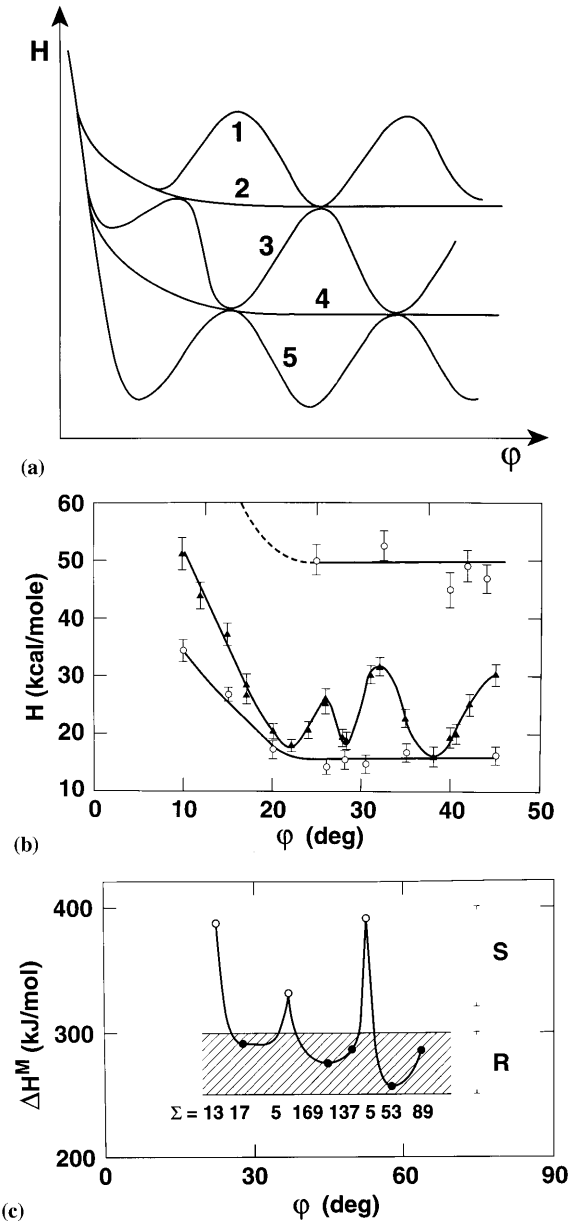 H
1
2
3
4
5
φ
(a)
60
50
40
30
20
10
H (kcal/mole)
0 10 20 30 40 50
φ (deg)
(b)
400
300
200
ΔHᴹ (kJ/mol)
S
R
Σ = 13 17 5 169 137 5 53 89
0 30 60 90
φ (deg)
(c)